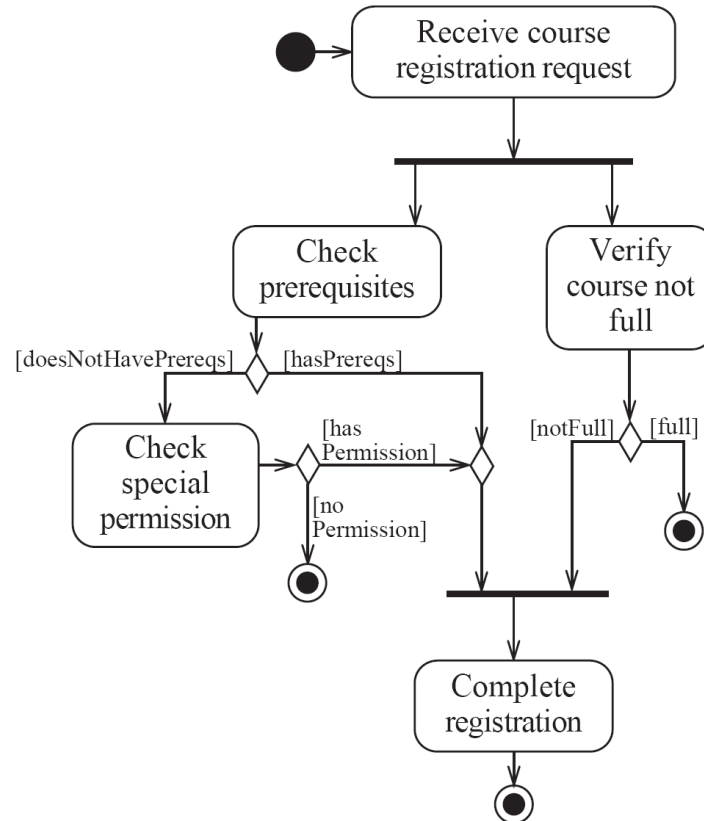 Receive course
registration request
Check
prerequisites
Verify
course not
full
[doesNotHavePrereqs]
[hasPrereqs]
[has
Permission]
[notFull]
[full]
Check
special
permission
[no
Permission]
Complete
registration